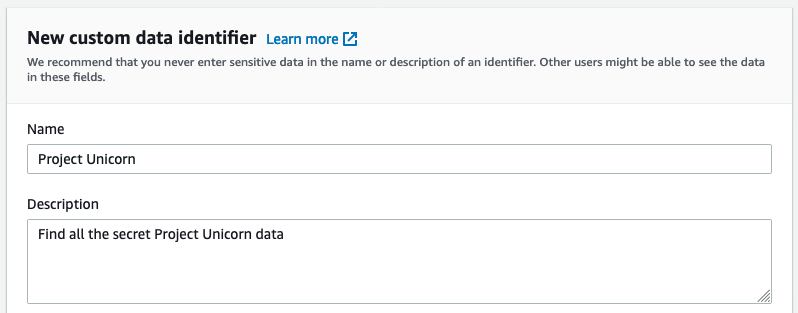 New custom data identifier Learn more
We recommend that you never enter sensitive data in the name or description of an identifier. Other users might be able to see the data
in these fields.
Name
Project Unicorn
Description
Find all the secret Project Unicorn data